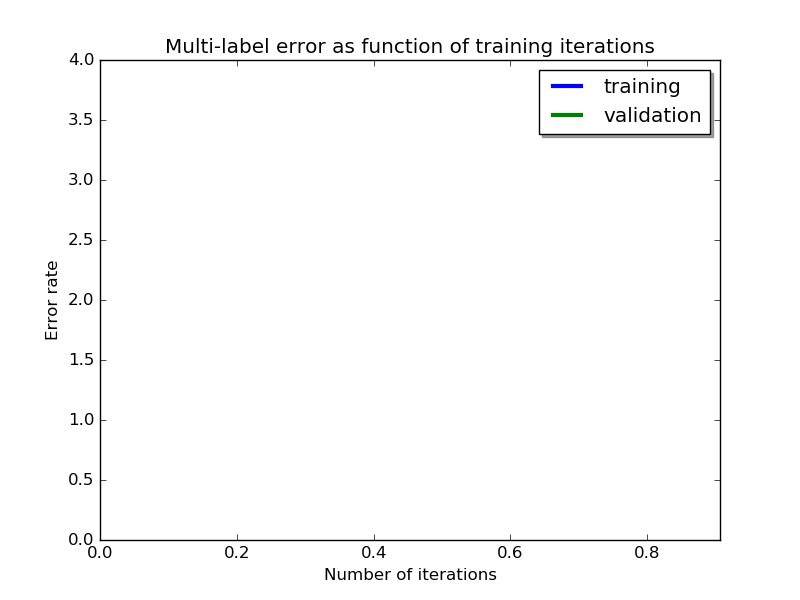 Multi-label error as function of training iterations
training
validation
4.0
3.5
3.0
2.5
2.0
1.5
1.0
0.5
0.0
Error rate
0.0 0.2 0.4 0.6 0.8
Number of iterations